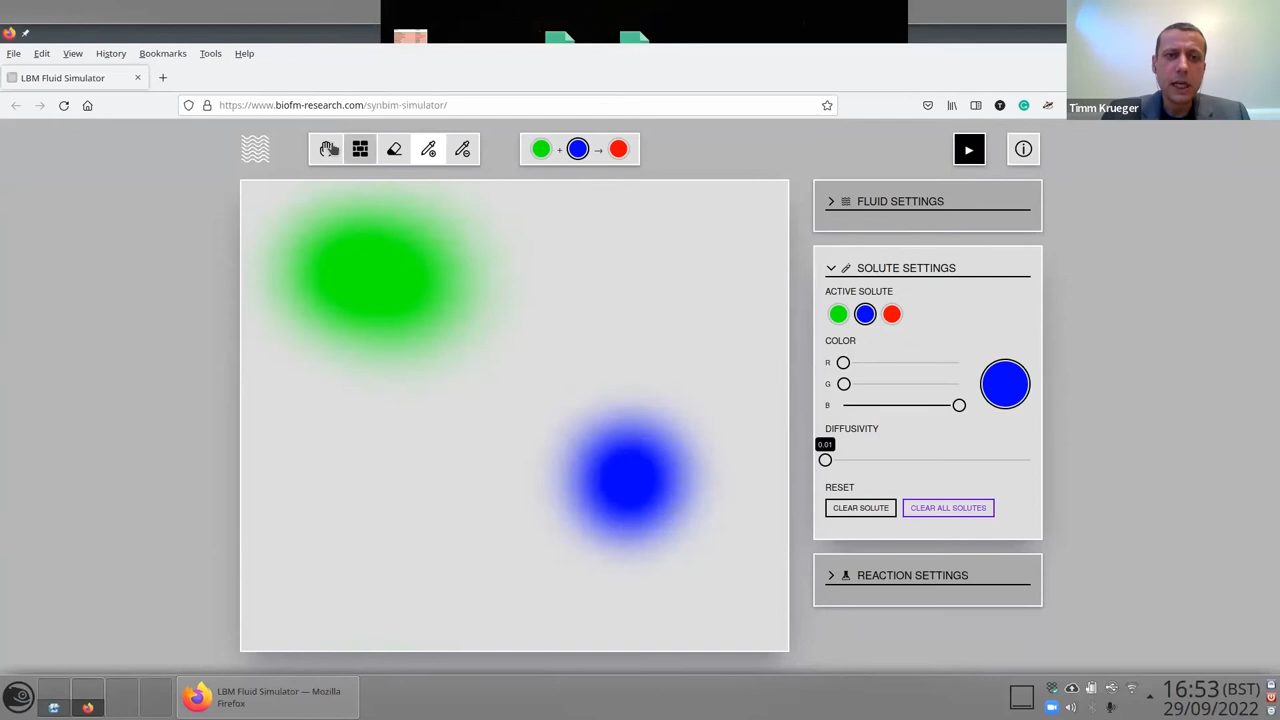 Timm Krueger
File Edit View History Bookmarks Tools Help
LBM Fluid Simulator
https://www.biofm-research.com/synbim-simulator/
+ →
FLUID SETTINGS
SOLUTE SETTINGS
ACTIVE SOLUTE
COLOR
R
G
B
DIFFUSIVITY
0.01
RESET
CLEAR SOLUTE CLEAR ALL SOLUTES
REACTION SETTINGS
LBM Fluid Simulator — Mozilla
Firefox
16:53 (BST)
29/09/2022